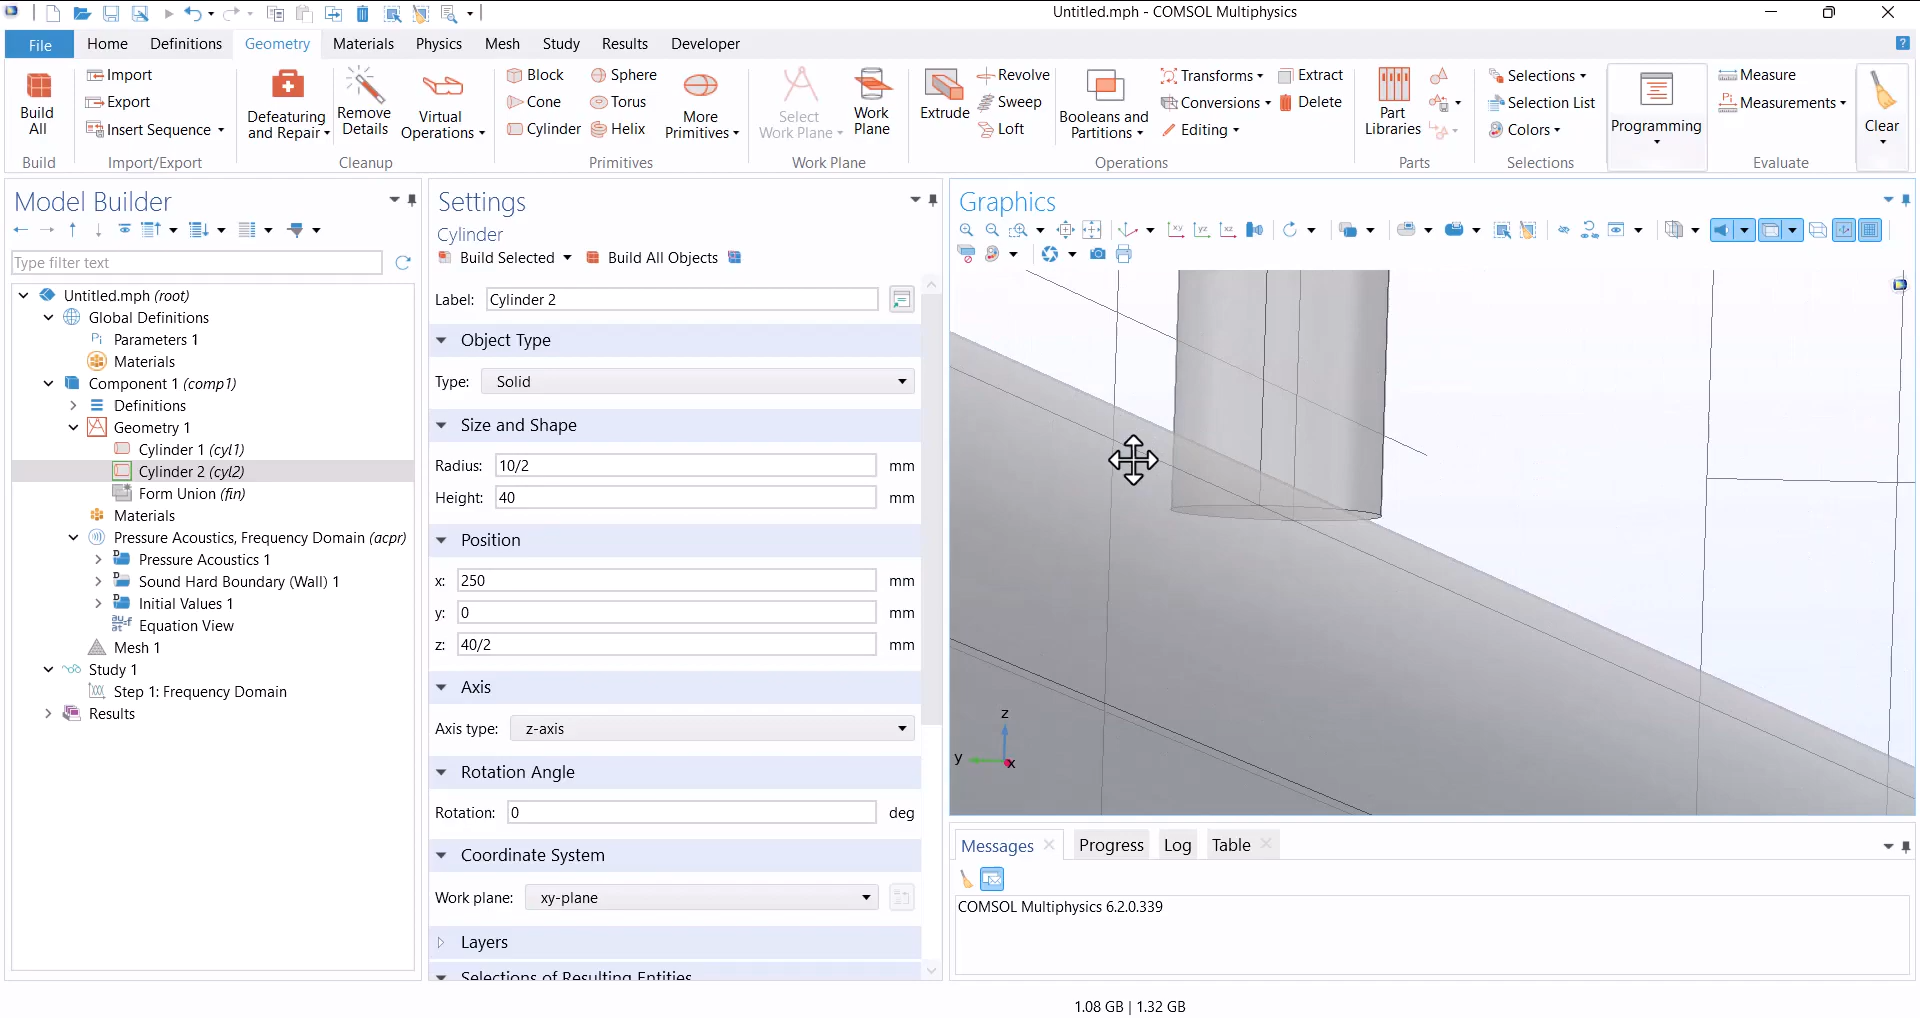 Untitled.mph - COMSOL Multiphysics
File
Home
Definitions
Geometry
Materials
Physics
Mesh
Study
Results
Developer
Build
All
Build
Import
Export
Insert Sequence
Import/Export
Defeaturing
and Repair
Remove
Details
Virtual
Operations
Cleanup
Block
Cone
Cylinder
Sphere
Torus
Helix
More
Primitives
Primitives
Select
Work Plane
Work
Plane
Work Plane
Extrude
Revolve
Sweep
Loft
Booleans and
Partitions
Transforms
Conversions
Editing
Extract
Delete
Operations
Part
Libraries
Parts
Selections
Selection List
Colors
Selections
Programming
Measure
Measurements
Evaluate
Clear
Model Builder
Type filter text
Untitled.mph (root)
Global Definitions
Parameters 1
Materials
Component 1 (comp1)
Definitions
Geometry 1
Cylinder 1 (cyl1)
Cylinder 2 (cyl2)
Form Union (fin)
Materials
Pressure Acoustics, Frequency Domain (acpr)
Pressure Acoustics 1
Sound Hard Boundary (Wall) 1
Initial Values 1
Equation View
Mesh 1
Study 1
Step 1: Frequency Domain
Results
Settings
Cylinder
Build Selected
Build All Objects
Label: Cylinder 2
Object Type
Type: Solid
Size and Shape
Radius: 10/2 mm
Height: 40 mm
Position
x: 250 mm
y: 0 mm
z: 40/2 mm
Axis
Axis type: z-axis
Rotation Angle
Rotation: 0 deg
Coordinate System
Work plane: xy-plane
Layers
Selections of Resulting Entities
Graphics
z
y
x
Messages
Progress
Log
Table
COMSOL Multiphysics 6.2.0.339
1.08 GB | 1.32 GB